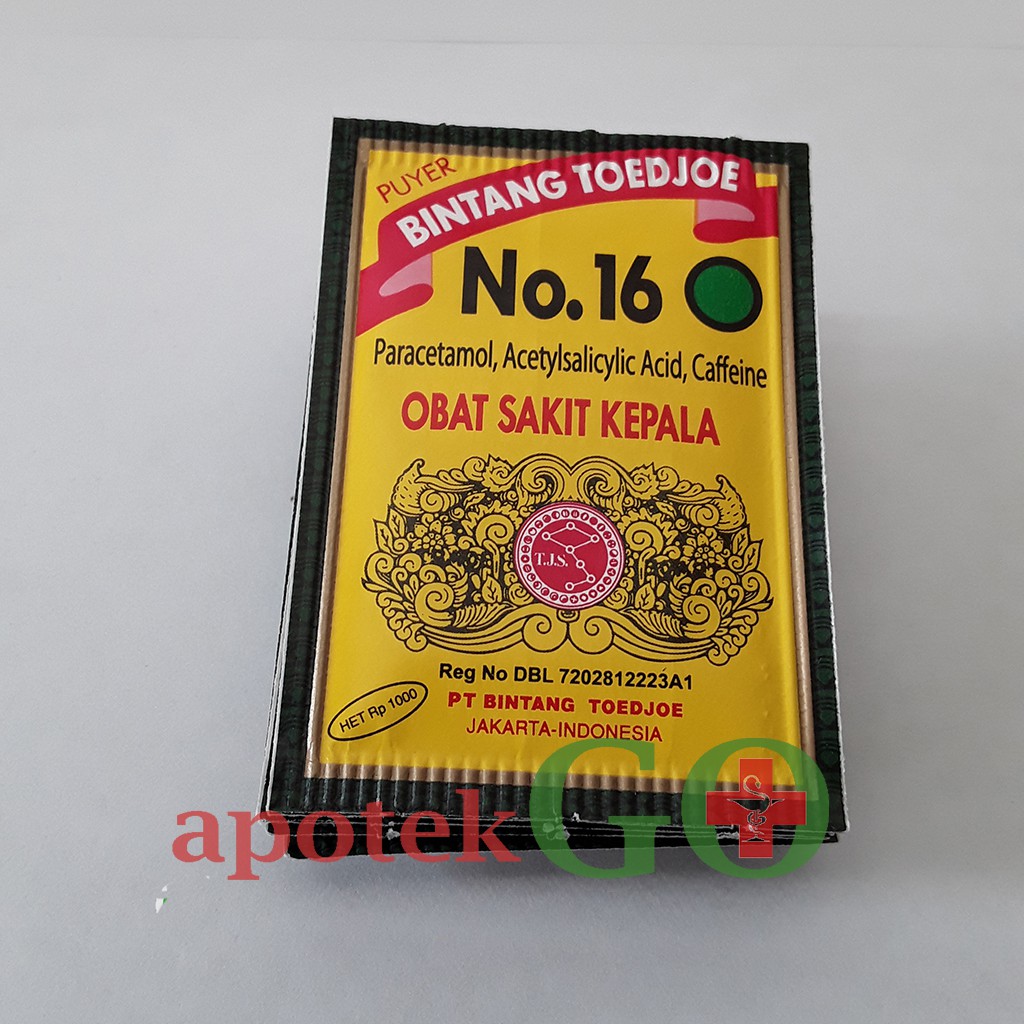 PUYER
BINTANG TOEDJOE
No. 16
Paracetamol, Acetylsalicylic Acid, Caffeine
OBAT SAKIT KEPALA
T.J.S.
Reg No DBL 7202812223A1
HET Rp 1000
PT BINTANG TOEDJOE
JAKARTA-INDONESIA
apotek GO